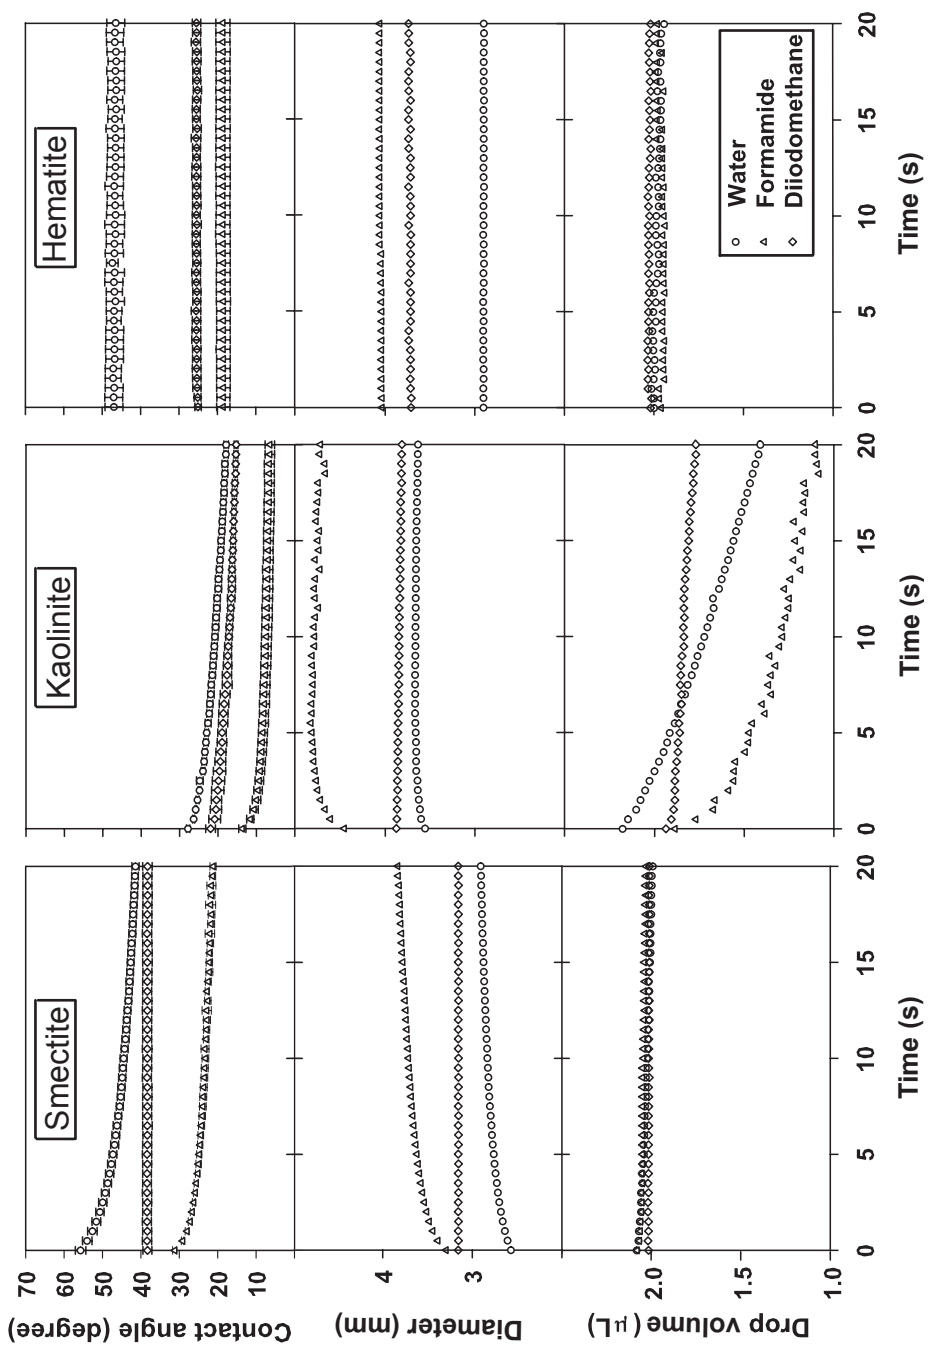 Smectite
Kaolinite
Hematite
Contact angle (degree)
70
60
50
40
30
20
10
Diameter (mm)
4
3
Drop volume (μL)
2.0
1.5
1.0
Water
Formamide
Diiodomethane
0 5 10 15 20
0 5 10 15 20
0 5 10 15 20
Time (s)
Time (s)
Time (s)